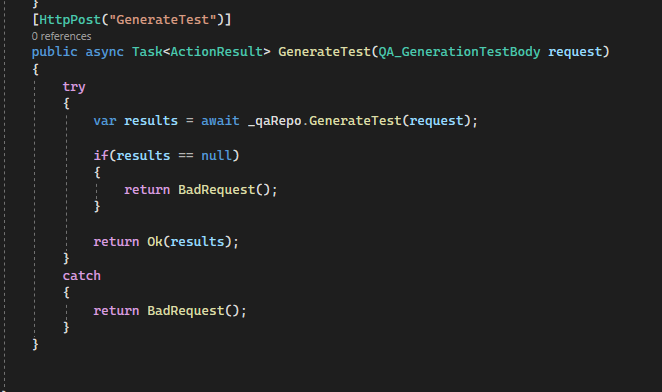 }
[HttpPost("GenerateTest")]
0 references
public async Task<ActionResult> GenerateTest(QA_GenerationTestBody request)
{
try
{
var results = await _qaRepo.GenerateTest(request);
if(results == null)
{
return BadRequest();
}
return Ok(results);
}
catch
{
return BadRequest();
}
}